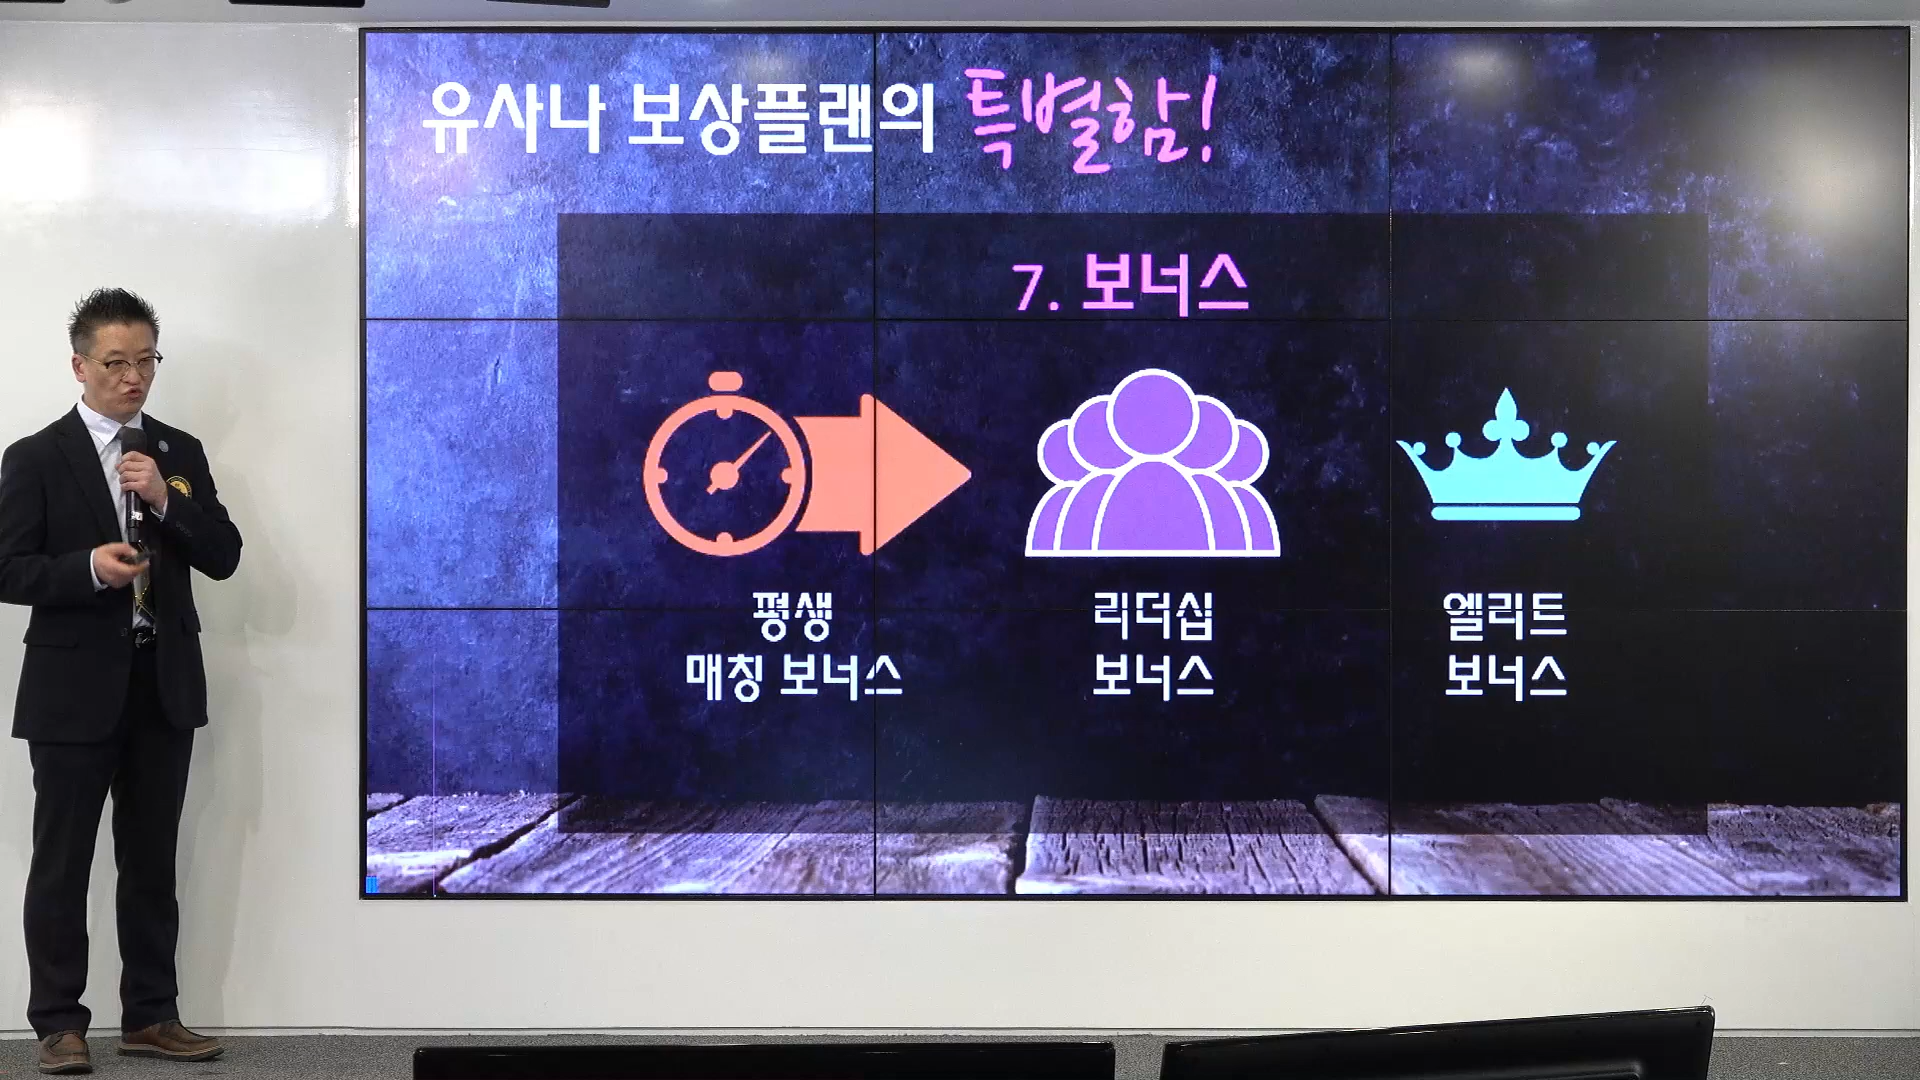 유사나 보상플랜의 특별함!
7. 보너스
평생
매칭 보너스
리더십
보너스
엘리트
보너스